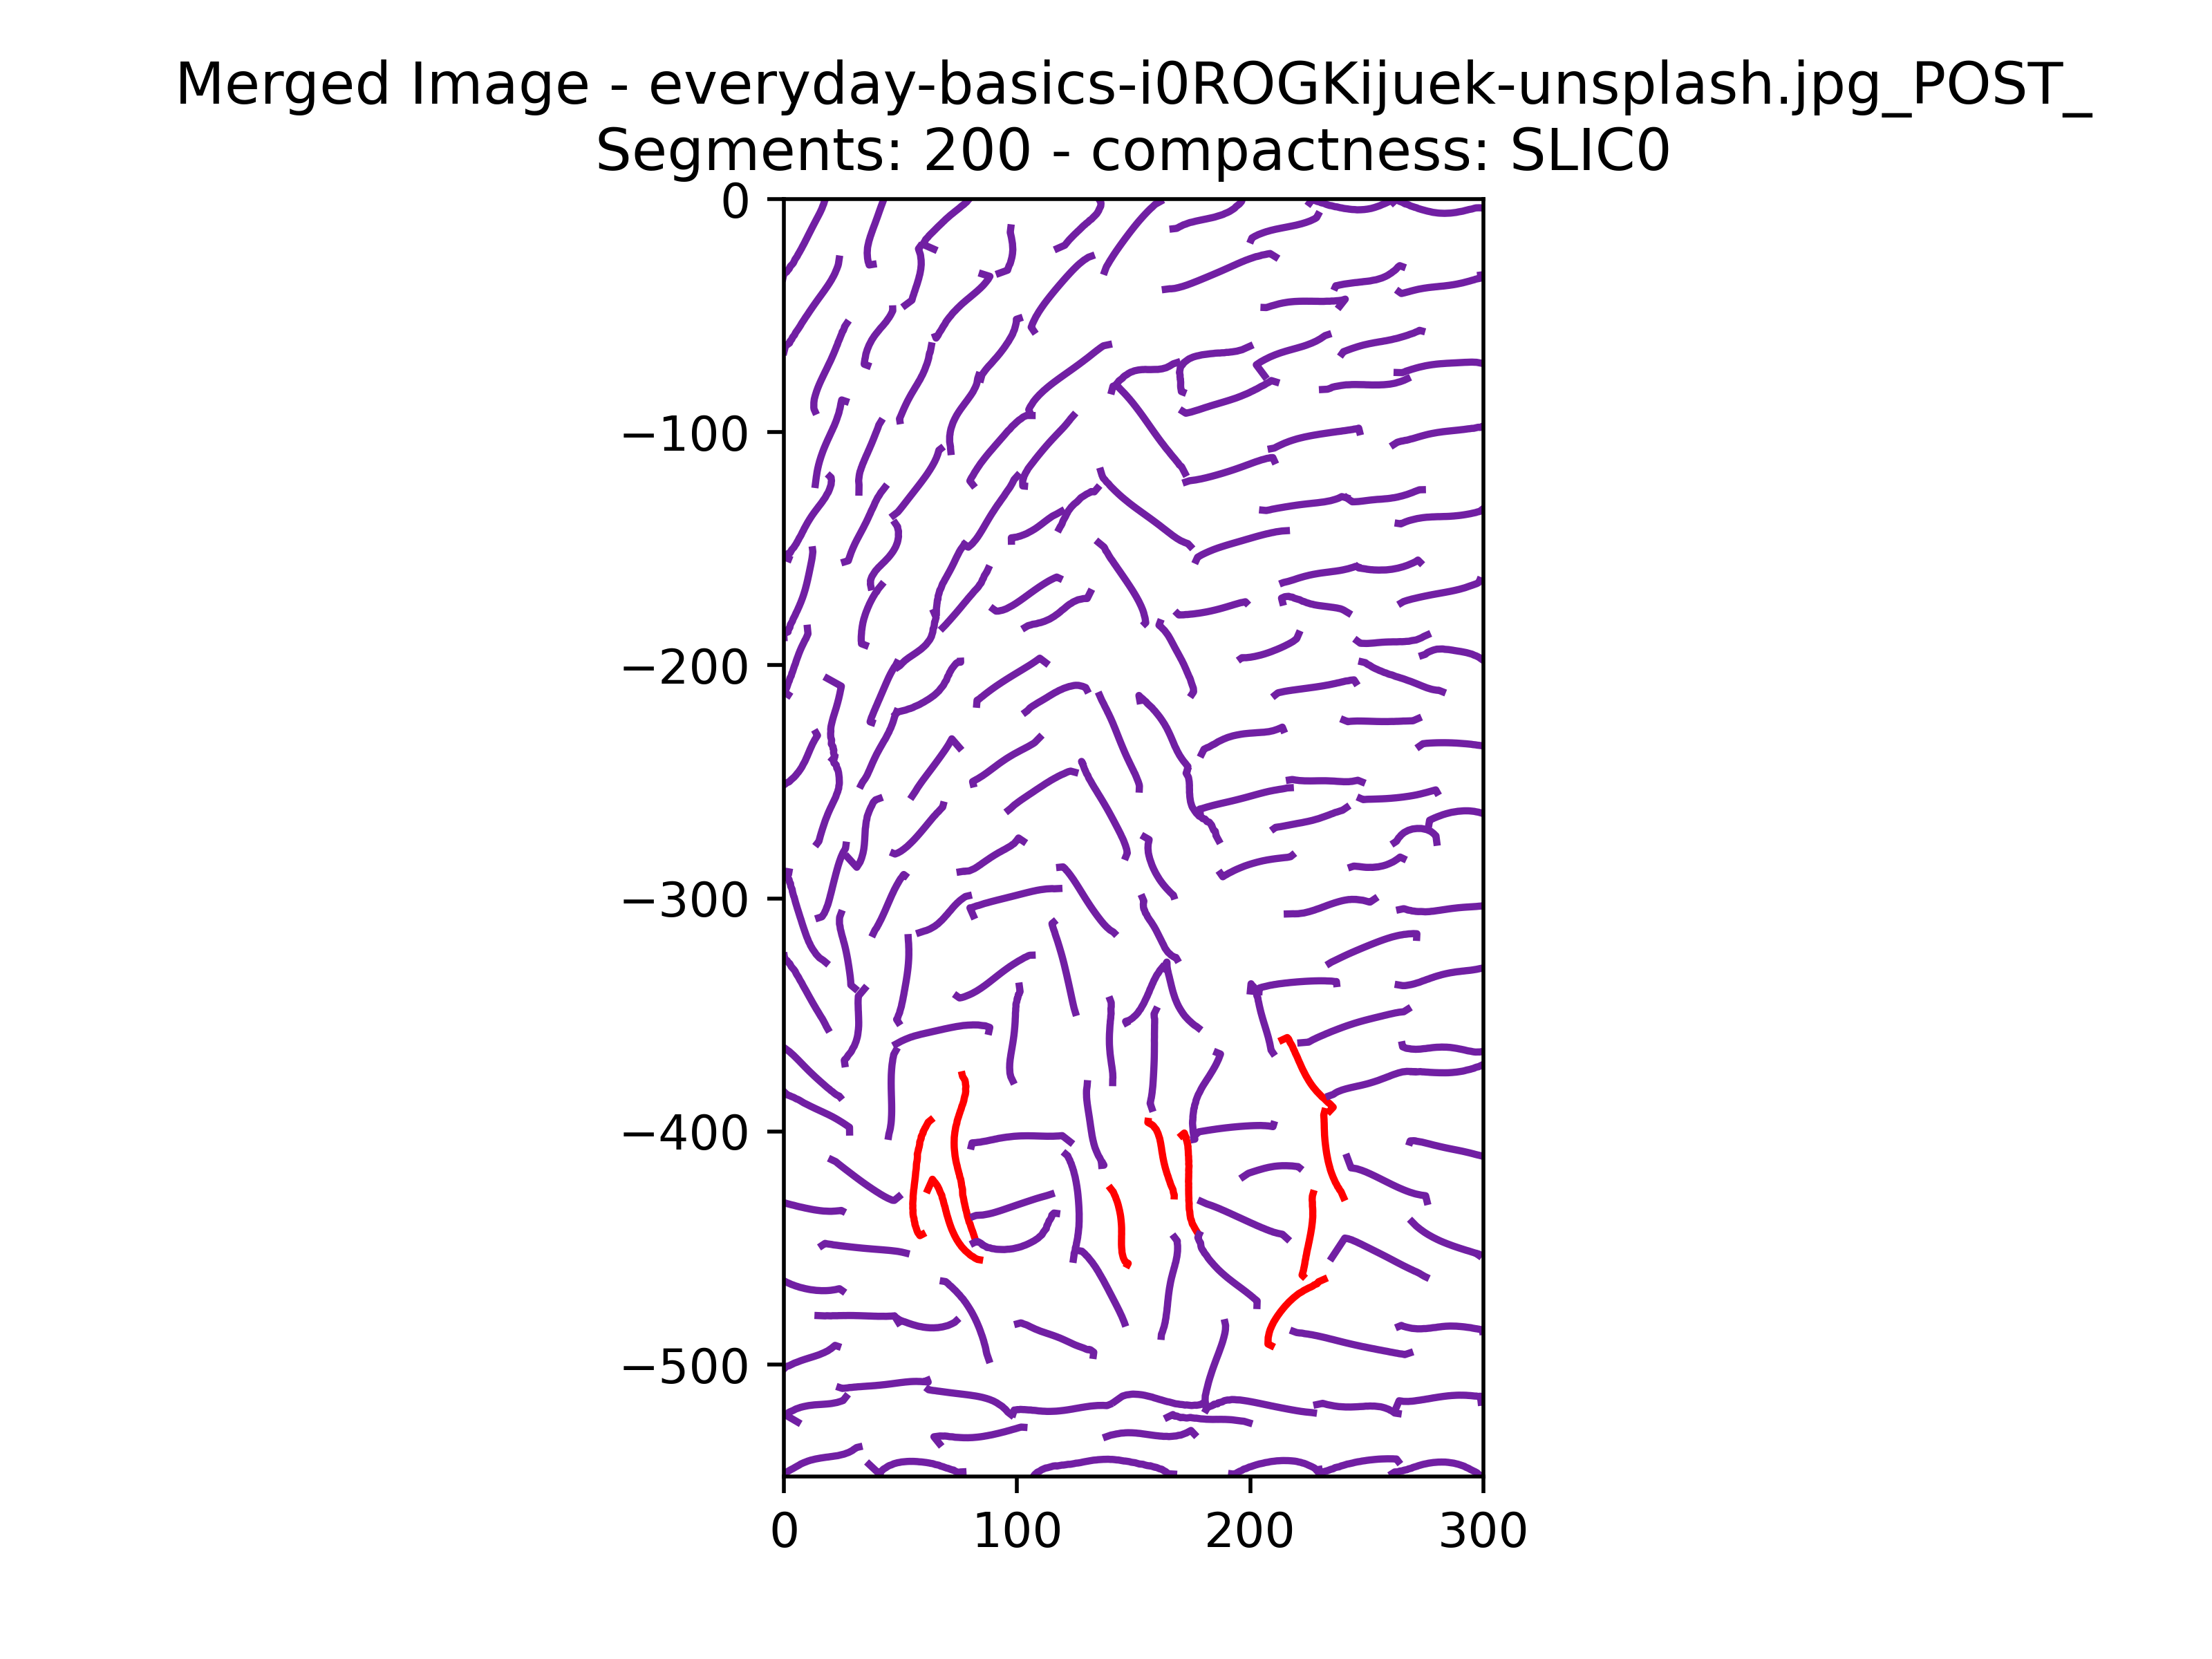 Merged Image - everyday-basics-i0ROGKijuek-unsplash.jpg_POST_
Segments: 200 - compactness: SLIC0
0
−100
−200
−300
−400
−500
0 100 200 300